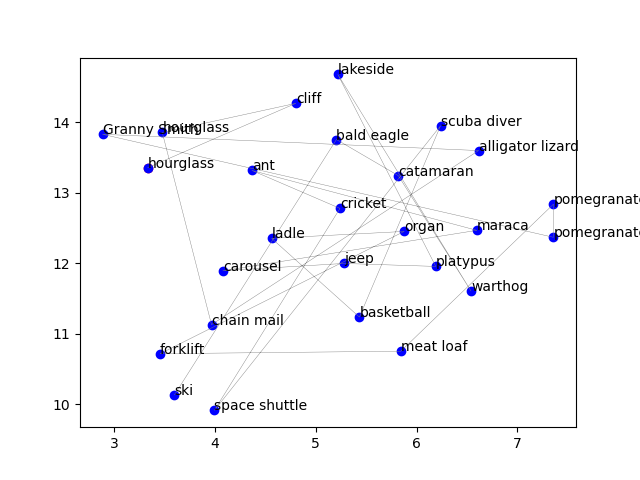 lakeside
cliff
scuba diver
Granny Smith
hourglass
bald eagle
alligator lizard
hourglass
ant
catamaran
pomegranate
cricket
maraca
organ
ladle
pomegranate
carousel
jeep
platypus
warthog
chain mail
basketball
forklift
meat loaf
ski
space shuttle
14
13
12
11
10
3
4
5
6
7